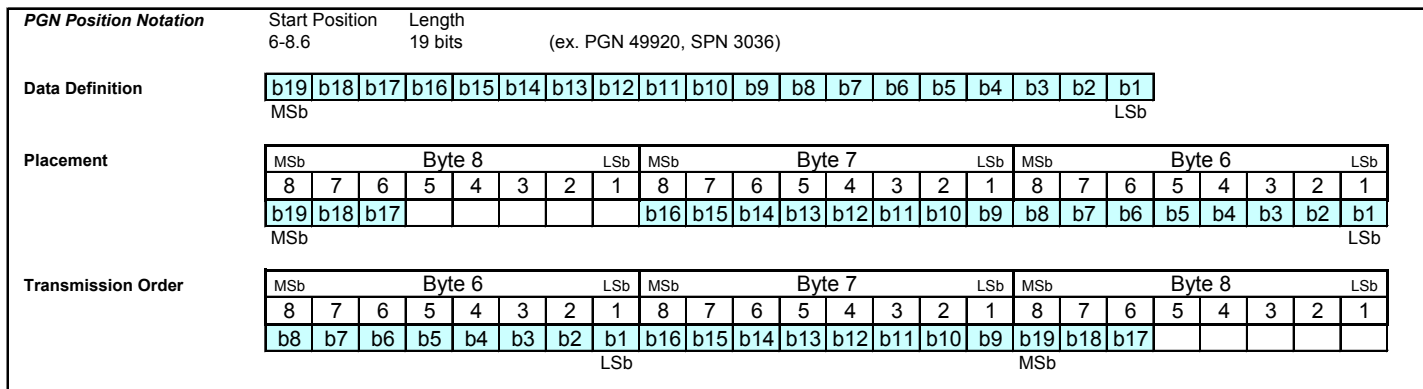 PGN Position Notation Start Position Length
6-8.6 19 bits (ex. PGN 49920, SPN 3036)
Data Definition b19 b18 b17 b16 b15 b14 b13 b12 b11 b10 b9 b8 b7 b6 b5 b4 b3 b2 b1
MSb LSb
Placement MSb Byte 8 LSb MSb Byte 7 LSb MSb Byte 6 LSb
8 7 6 5 4 3 2 1 8 7 6 5 4 3 2 1 8 7 6 5 4 3 2 1
b19 b18 b17 b16 b15 b14 b13 b12 b11 b10 b9 b8 b7 b6 b5 b4 b3 b2 b1
MSb LSb
Transmission Order MSb Byte 6 LSb MSb Byte 7 LSb MSb Byte 8 LSb
8 7 6 5 4 3 2 1 8 7 6 5 4 3 2 1 8 7 6 5 4 3 2 1
b8 b7 b6 b5 b4 b3 b2 b1 b16 b15 b14 b13 b12 b11 b10 b9 b19 b18 b17
LSb MSb